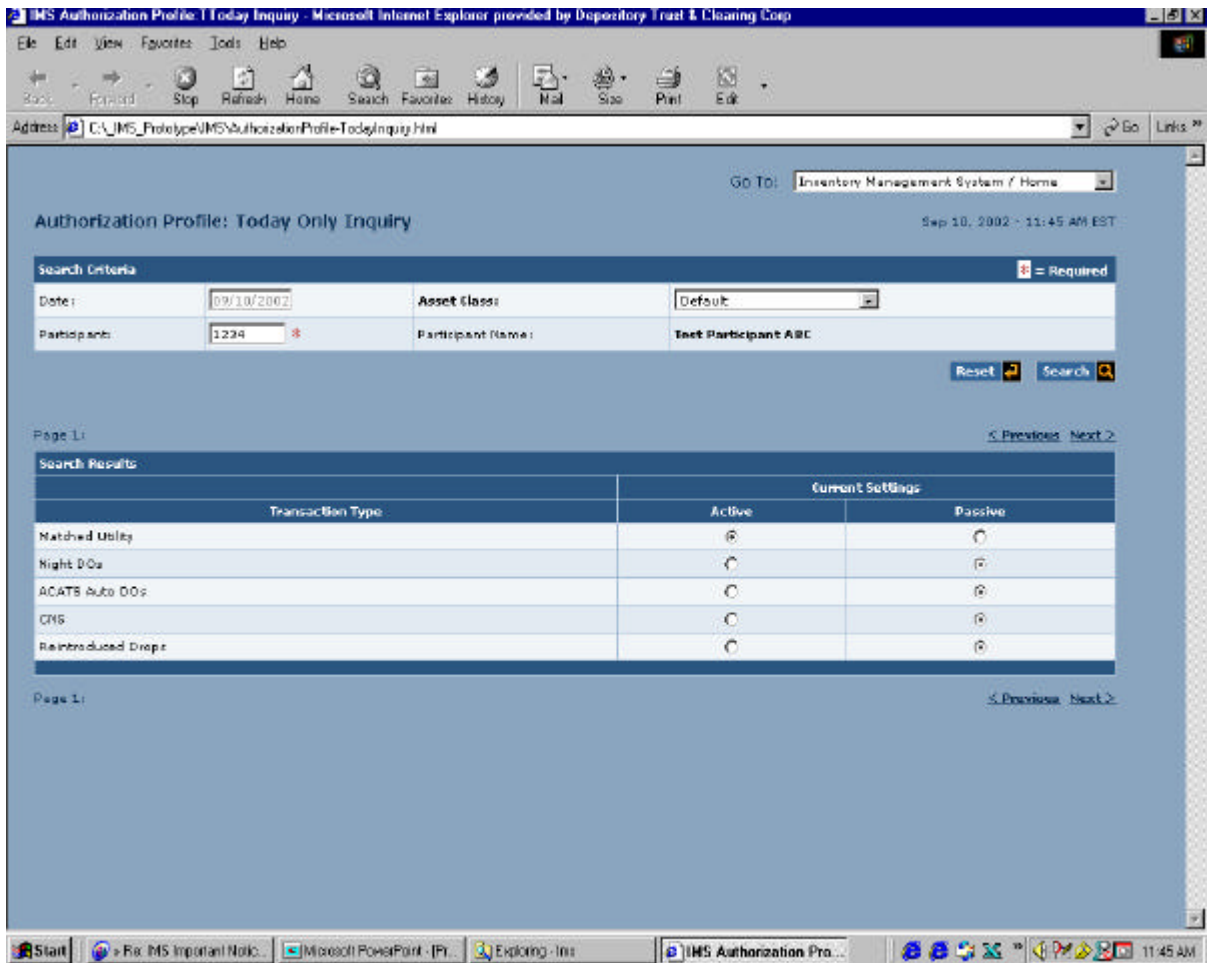 IMS Authorization Profile:TToday Inquiry - Microsoft Internet Explorer provided by Depository Trust & Clearing Corp
File Edit View Favorites Tools Help
Back Forward Stop Refresh Home Search Favorites History Mail Size Print Edit
Address C:\_IMS_Prototype\IMS\AuthorizationProfile-TodayInquiry.html Go Links »
Go To: Inventory Management System / Home
Authorization Profile: Today Only Inquiry Sep 10, 2002 - 11:45 AM EST
Search Criteria * = Required
Date: 09/10/2002 Asset Class: Default
Participant: 1234 * Participant Name: Test Participant ABC
Reset Search
Page 1: < Previous Next >
Search Results
Current Settings
Transaction Type Active Passive
Matched Utility
Night DOs
ACATS Auto DOs
CNS
Reintroduced Drops
Page 1: < Previous Next >
Start Re: IMS Important Notic... Microsoft PowerPoint - [Pr... Exploring - Ims IMS Authorization Pro... » 11:45 AM